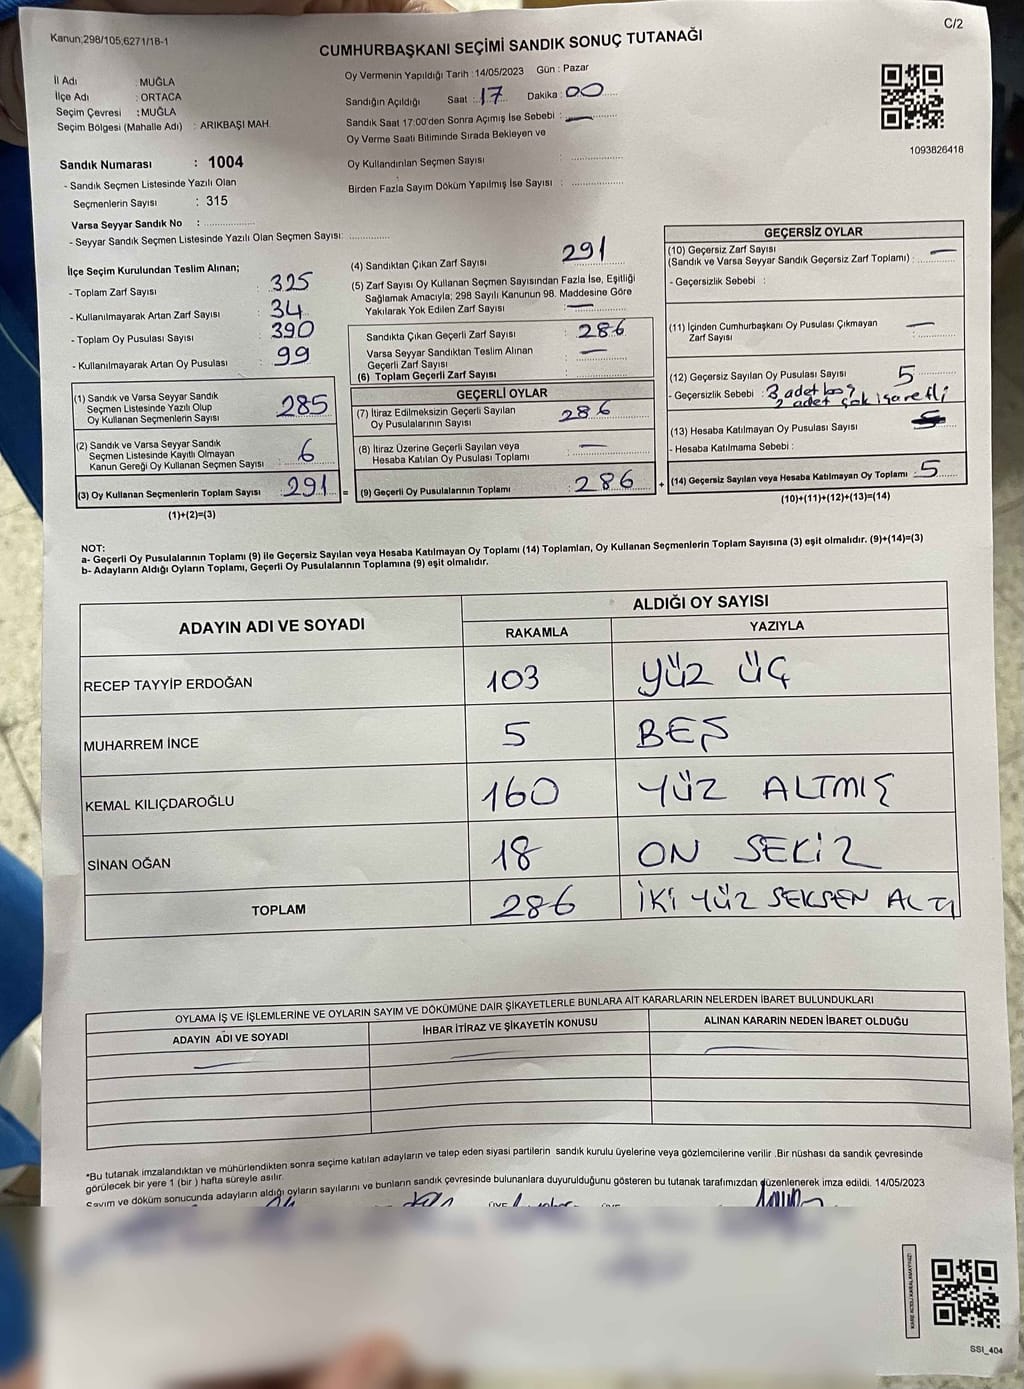 Kanun;298/105;6271/18-1
C/2
CUMHURBAŞKANI SEÇİMİ SANDIK SONUÇ TUTANAĞI
İl Adı : MUĞLA
İlçe Adı : ORTACA
Seçim Çevresi : MUĞLA
Seçim Bölgesi (Mahalle Adı) : ARIKBAŞI MAH.
Sandık Numarası : 1004
- Sandık Seçmen Listesinde Yazılı Olan
Seçmenlerin Sayısı : 315
Varsa Seyyar Sandık No :
- Seyyar Sandık Seçmen Listesinde Yazılı Olan Seçmen Sayısı:
Oy Vermenin Yapıldığı Tarih : 14/05/2023 Gün : Pazar
Sandığın Açıldığı Saat : 17 Dakika : 00
Sandık Saat 17:00'den Sonra Açımış İse Sebebi : —
Oy Verme Saati Bitiminde Sırada Bekleyen ve
Oy Kullandırılan Seçmen Sayısı :
Birden Fazla Sayım Döküm Yapılmış İse Sayısı :
1093826418
İlçe Seçim Kurulundan Teslim Alınan;
- Toplam Zarf Sayısı : 325
- Kullanılmayarak Artan Zarf Sayısı : 34
- Toplam Oy Pusulası Sayısı : 390
- Kullanılmayarak Artan Oy Pusulası : 99
(1) Sandık ve Varsa Seyyar Sandık
Seçmen Listesinde Yazılı Olup
Oy Kullanan Seçmenlerin Sayısı : 285
(2) Sandık ve Varsa Seyyar Sandık
Seçmen Listesinde Kayıtlı Olmayan
Kanun Gereği Oy Kullanan Seçmen Sayısı : 6
(3) Oy Kullanan Seçmenlerin Toplam Sayısı : 291 =
(1)+(2)=(3)
(4) Sandıktan Çıkan Zarf Sayısı : 291
(5) Zarf Sayısı Oy Kullanan Seçmen Sayısından Fazla İse, Eşitliği
Sağlamak Amacıyla; 298 Sayılı Kanunun 98. Maddesine Göre
Yakılarak Yok Edilen Zarf Sayısı : —
Sandıkta Çıkan Geçerli Zarf Sayısı : 286
Varsa Seyyar Sandıktan Teslim Alınan
Geçerli Zarf Sayısı : —
(6) Toplam Geçerli Zarf Sayısı :
GEÇERLİ OYLAR
(7) İtiraz Edilmeksizin Geçerli Sayılan
Oy Pusulalarının Sayısı : 286
(8) İtiraz Üzerine Geçerli Sayılan veya
Hesaba Katılan Oy Pusulası Toplamı : —
(9) Geçerli Oy Pusulalarının Toplamı : 286 +
GEÇERSİZ OYLAR
(10) Geçersiz Zarf Sayısı
(Sandık ve Varsa Seyyar Sandık Geçersiz Zarf Toplamı) : —
- Geçersizlik Sebebi :
(11) İçinden Cumhurbaşkanı Oy Pusulası Çıkmayan
Zarf Sayısı : —
(12) Geçersiz Sayılan Oy Pusulası Sayısı : 5
- Geçersizlik Sebebi : 3 adet boş
2 adet çok işaretli
(13) Hesaba Katılmayan Oy Pusulası Sayısı :
- Hesaba Katılmama Sebebi :
(14) Geçersiz Sayılan veya Hesaba Katılmayan Oy Toplamı : 5
(10)+(11)+(12)+(13)=(14)
NOT:
a- Geçerli Oy Pusulalarının Toplamı (9) ile Geçersiz Sayılan veya Hesaba Katılmayan Oy Toplamı (14) Toplamları, Oy Kullanan Seçmenlerin Toplam Sayısına (3) eşit olmalıdır. (9)+(14)=(3)
b- Adayların Aldığı Oyların Toplamı, Geçerli Oy Pusulalarının Toplamına (9) eşit olmalıdır.
ADAYIN ADI VE SOYADI
ALDIĞI OY SAYISI
RAKAMLA YAZIYLA
RECEP TAYYİP ERDOĞAN 103 YÜZ ÜÇ
MUHARREM İNCE 5 BEŞ
KEMAL KILIÇDAROĞLU 160 YÜZ ALTMIŞ
SİNAN OĞAN 18 ON SEKİZ
TOPLAM 286 İKİ YÜZ SEKSEN ALTI
OYLAMA İŞ VE İŞLEMLERİNE VE OYLARIN SAYIM VE DÖKÜMÜNE DAİR ŞİKAYETLERLE BUNLARA AİT KARARLARIN NELERDEN İBARET BULUNDUKLARI
ADAYIN ADI VE SOYADI İHBAR İTİRAZ VE ŞİKAYETİN KONUSU ALINAN KARARIN NEDEN İBARET OLDUĞU
*Bu tutanak imzalandıktan ve mühürlendikten sonra seçime katılan adayların ve talep eden siyasi partilerin sandık kurulu üyelerine veya gözlemcilerine verilir .Bir nüshası da sandık çevresinde
görülecek bir yere 1 (bir ) hafta süreyle asılır.
Sayım ve döküm sonucunda adayların aldığı oyların sayılarını ve bunların sandık çevresinde bulunanlara duyurulduğunu gösteren bu tutanak tarafımızdan düzenlenerek imza edildi. 14/05/2023
SSI_404